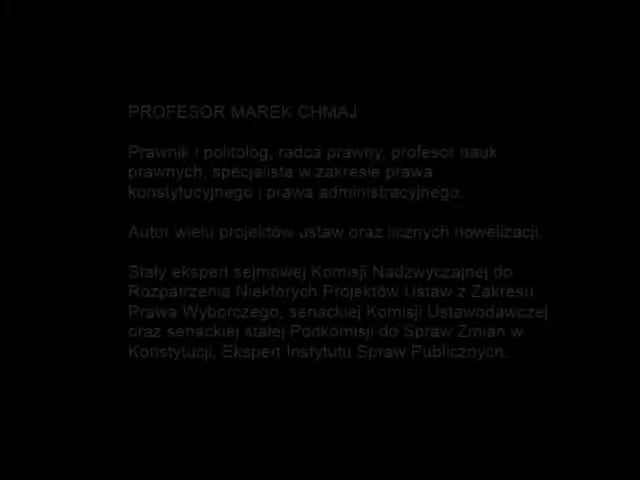 PROFESOR MAREK CHMAJ
Prawnik i politolog, radca prawny, profesor nauk
prawnych, specjalista w zakresie prawa
konstytucyjnego i prawa administracyjnego.
Autor wielu projektów ustaw oraz licznych nowelizacji.
Stały ekspert sejmowej Komisji Nadzwyczajnej do
Rozpatrzenia Niektórych Projektów Ustaw z Zakresu
Prawa Wyborczego, senackiej Komisji Ustawodawczej
oraz senackiej stałej Podkomisji do Spraw Zmian w
Konstytucji, Ekspert Instytutu Spraw Publicznych.